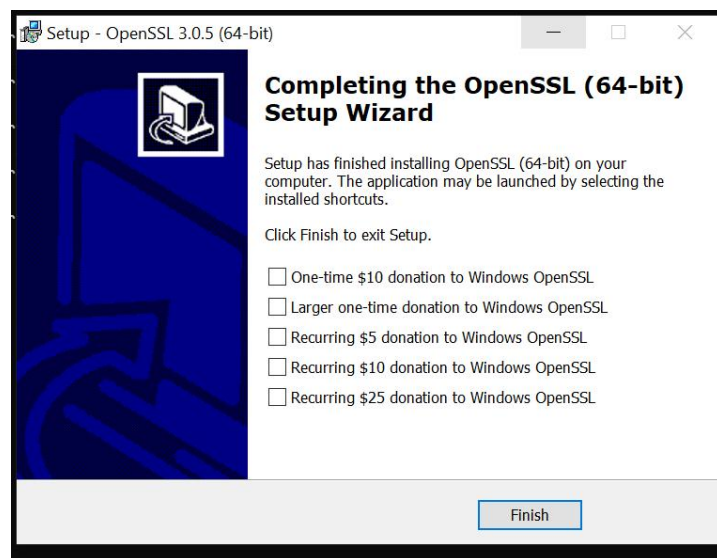 Setup - OpenSSL 3.0.5 (64-bit)
Completing the OpenSSL (64-bit)
Setup Wizard
Setup has finished installing OpenSSL (64-bit) on your
computer. The application may be launched by selecting the
installed shortcuts.
Click Finish to exit Setup.
One-time $10 donation to Windows OpenSSL
Larger one-time donation to Windows OpenSSL
Recurring $5 donation to Windows OpenSSL
Recurring $10 donation to Windows OpenSSL
Recurring $25 donation to Windows OpenSSL
Finish